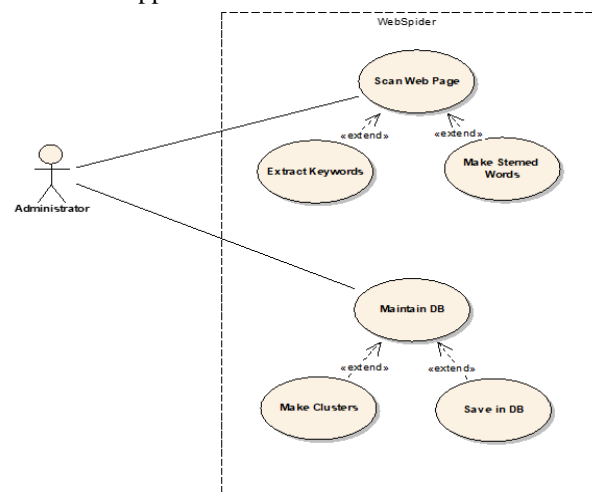 WebSpider
Scan Web Page
«extend»
«extend»
Extract Keywords
Make Stemed
Words
Administrator
Maintain DB
«extend»
«extend»
Make Clusters
Save in DB